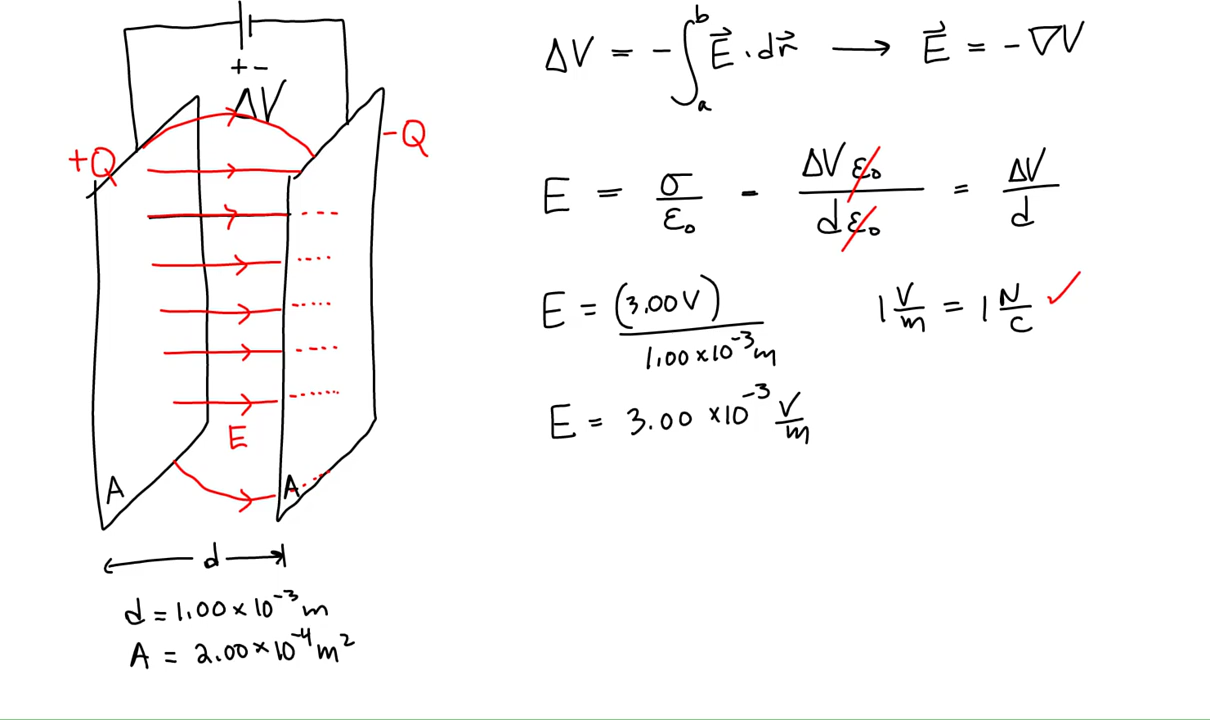 + -
ΔV
+Q
-Q
E
A
A
d
d = 1.00 × 10⁻³ m
A = 2.00 × 10⁻⁴ m²
ΔV = - ∫ₐᵇ E⃗ · dr⃗ ⟶ E⃗ = - ∇V
E = σ/ε₀ - ΔV ε₀/d ε₀ = ΔV/d
E = (3.00 V)/1.00 × 10⁻³ m
1 V/m = 1 N/C ✓
E = 3.00 × 10⁻³ V/m